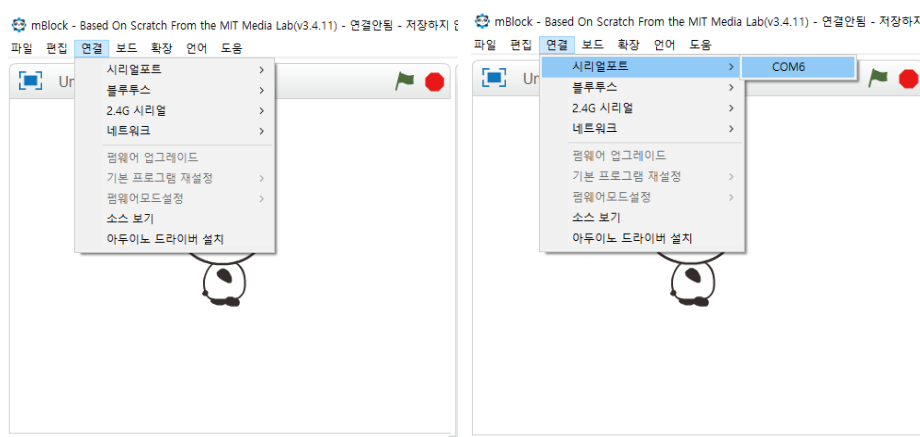 mBlock - Based On Scratch From the MIT Media Lab(v3.4.11) - 연결안됨 - 저장하지
파일 편집 연결 보드 확장 언어 도움
Un
시리얼포트
블루투스
2.4G 시리얼
네트워크
펌웨어 업그레이드
기본 프로그램 재설정
펌웨어모드설정
소스 보기
아두이노 드라이버 설치
mBlock - Based On Scratch From the MIT Media Lab(v3.4.11) - 연결안됨 - 저장하지
파일 편집 연결 보드 확장 언어 도움
Un
시리얼포트 COM6
블루투스
2.4G 시리얼
네트워크
펌웨어 업그레이드
기본 프로그램 재설정
펌웨어모드설정
소스 보기
아두이노 드라이버 설치